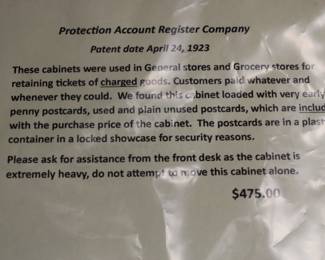 Protection Account Register Company
Patent date April 24, 1923
These cabinets were used in General stores and Grocery stores for
retaining tickets of charged goods. Customers paid whatever and
whenever they could. We found this cabinet loaded with very early
penny postcards, used and plain unused postcards, which are includ
with the purchase price of the cabinet. The postcards are in a plast
container in a locked showcase for security reasons.
Please ask for assistance from the front desk as the cabinet is
extremely heavy, do not attempt to move this cabinet alone.
$475.00